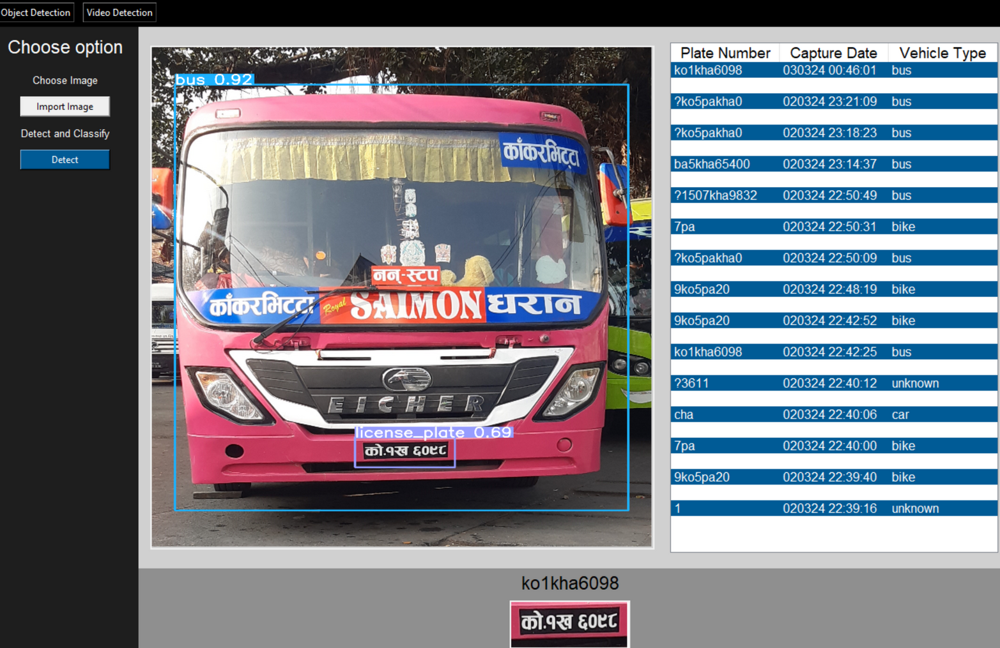 Object Detection Video Detection
Choose option
Choose Image
Import Image
Detect and Classify
Detect
bus 0.92
काँकरभिट्टा
नन्-स्टप
काँकरभिट्टा Royal SAIMON धरान
EICHER
license_plate 0.69
को.१ख ६०९८
Plate Number Capture Date Vehicle Type
ko1kha6098 030324 00:46:01 bus
?ko5pakha0 020324 23:21:09 bus
?ko5pakha0 020324 23:18:23 bus
ba5kha65400 020324 23:14:37 bus
?1507kha9832 020324 22:50:49 bus
7pa 020324 22:50:31 bike
?ko5pakha0 020324 22:50:09 bus
9ko5pa20 020324 22:48:19 bike
9ko5pa20 020324 22:42:52 bike
ko1kha6098 020324 22:42:25 bus
?3611 020324 22:40:12 unknown
cha 020324 22:40:06 car
7pa 020324 22:40:00 bike
9ko5pa20 020324 22:39:40 bike
1 020324 22:39:16 unknown
ko1kha6098
को.१ख ६०९८